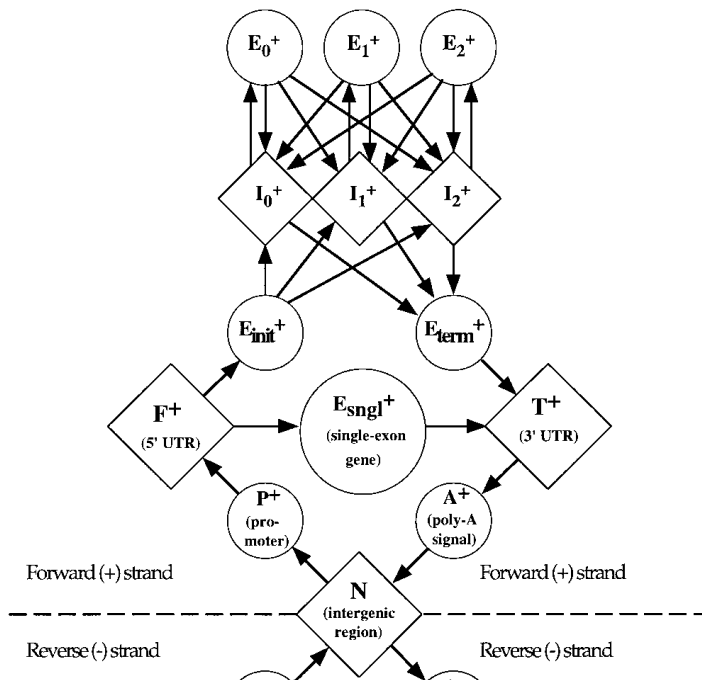 E0+ E1+ E2+
I0+ I1+ I2+
Einit+ Eterm+
Esngl+
(single-exon
gene)
F+
(5' UTR)
T+
(3' UTR)
P+
(pro-
moter)
A+
(poly-A
signal)
N
(intergenic
region)
Forward (+) strand Forward (+) strand
Reverse (-) strand Reverse (-) strand